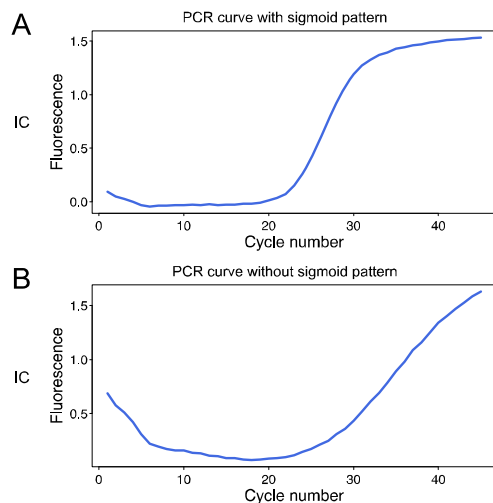 A
PCR curve with sigmoid pattern
IC
Fluorescence
1.5
1.0
0.5
0.0
0 10 20 30 40
Cycle number
B
PCR curve without sigmoid pattern
IC
Fluorescence
1.5
1.0
0.5
0 10 20 30 40
Cycle number